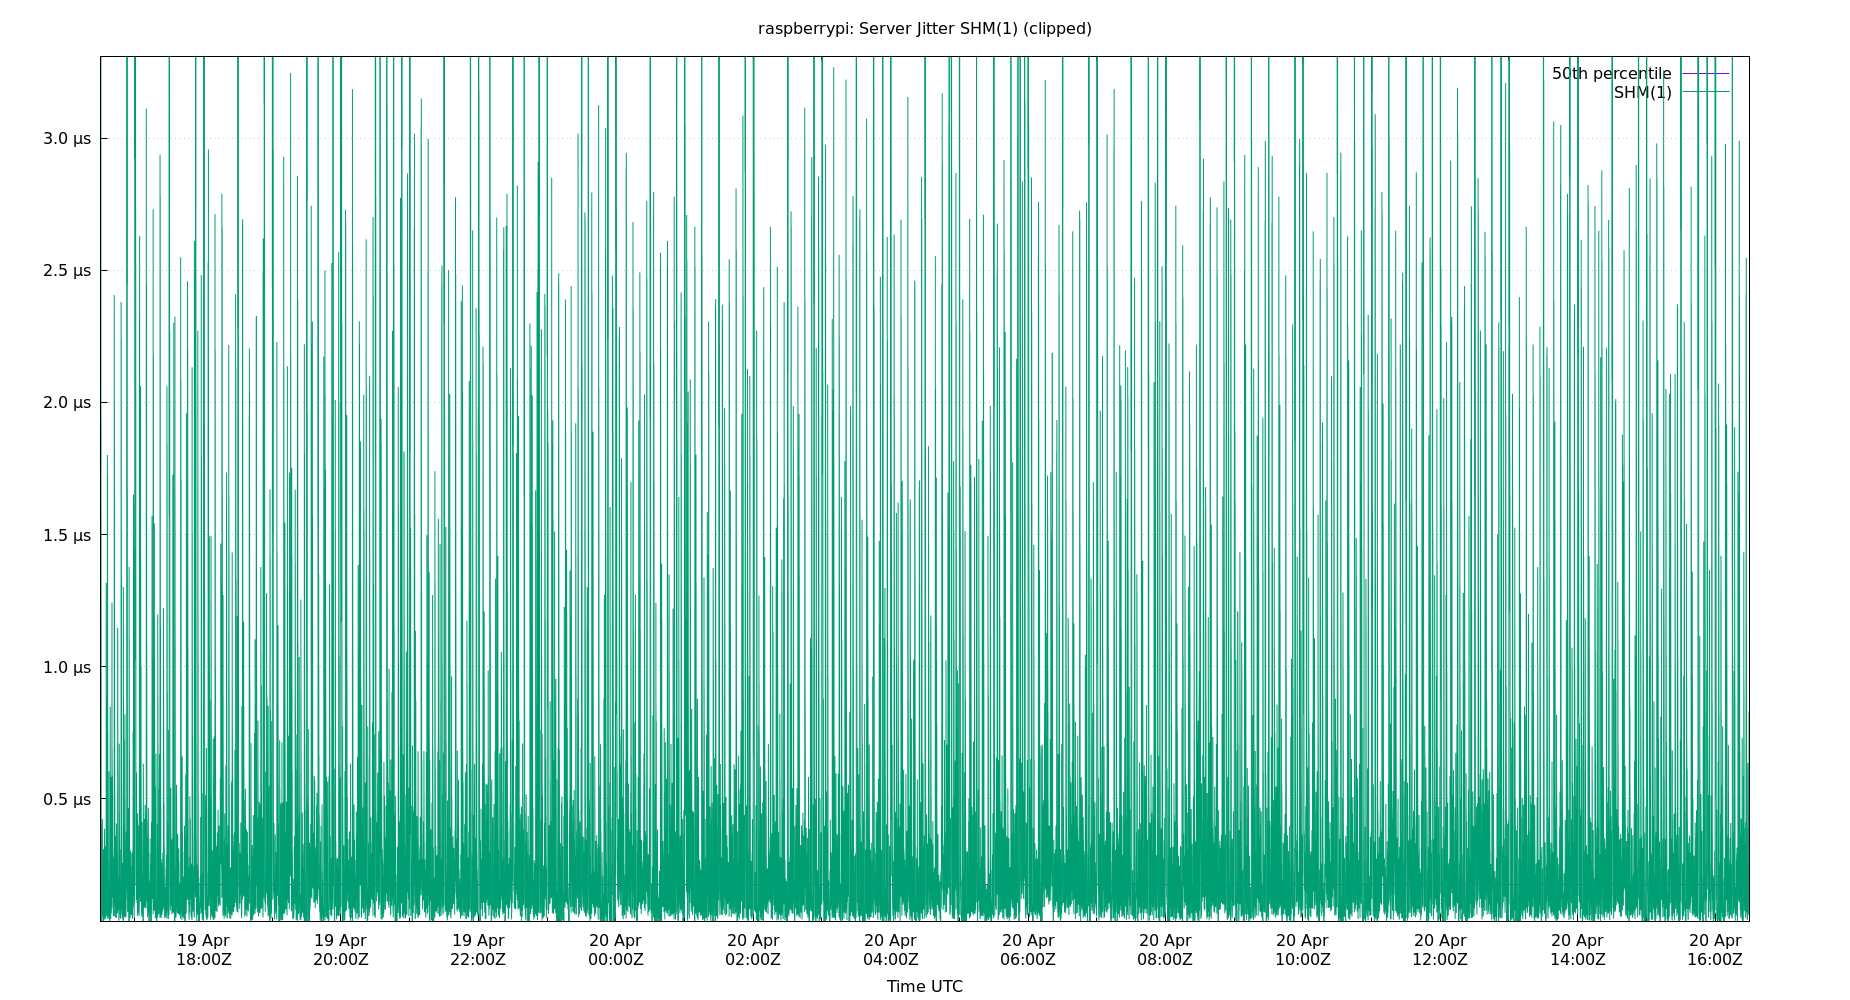 raspberrypi: Server Jitter SHM(1) (clipped)
50th percentile
SHM(1)
3.0 µs
2.5 µs
2.0 µs
1.5 µs
1.0 µs
0.5 µs
19 Apr 19 Apr 19 Apr 20 Apr 20 Apr 20 Apr 20 Apr 20 Apr 20 Apr 20 Apr 20 Apr 20 Apr
18:00Z 20:00Z 22:00Z 00:00Z 02:00Z 04:00Z 06:00Z 08:00Z 10:00Z 12:00Z 14:00Z 16:00Z
Time UTC